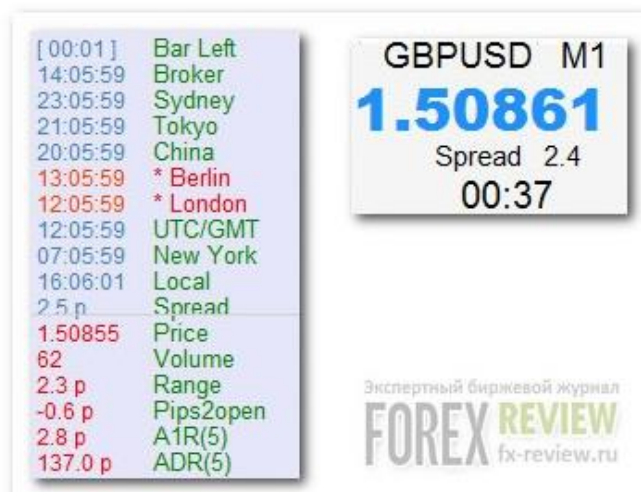 [ 00:01 ] Bar Left
14:05:59 Broker
23:05:59 Sydney
21:05:59 Tokyo
20:05:59 China
13:05:59 * Berlin
12:05:59 * London
12:05:59 UTC/GMT
07:05:59 New York
16:06:01 Local
2.5 p Spread
1.50855 Price
62 Volume
2.3 p Range
-0.6 p Pips2open
2.8 p A1R(5)
137.0 p ADR(5)
GBPUSD M1
1.50861
Spread 2.4
00:37
Экспертный биржевой журнал
FOREX REVIEW
fx-review.ru